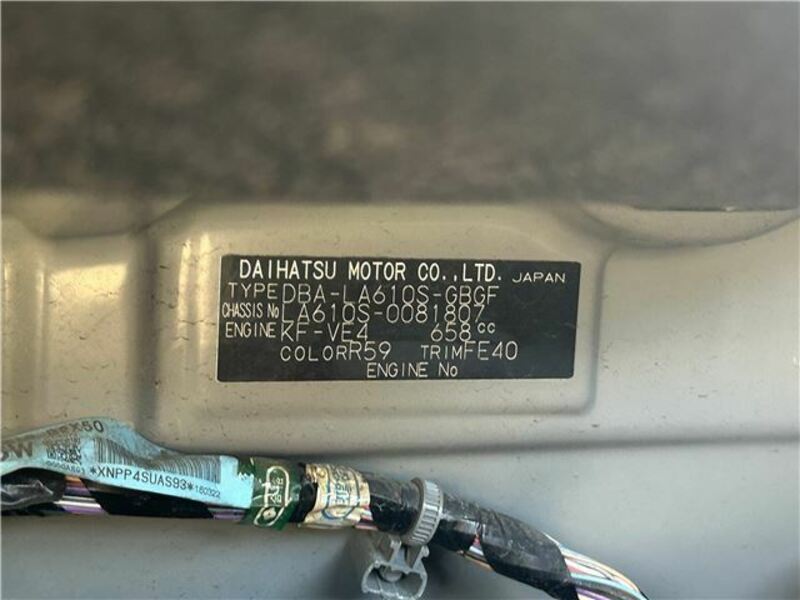 DAIHATSU MOTOR CO.,LTD. JAPAN
TYPE DBA-LA610S-GBGF
CHASSIS No LA610S-0081807
ENGINE KF-VE4 658cc
COLOR R59 TRIM FE40
ENGINE No
*XNPP4SUAS93*160322